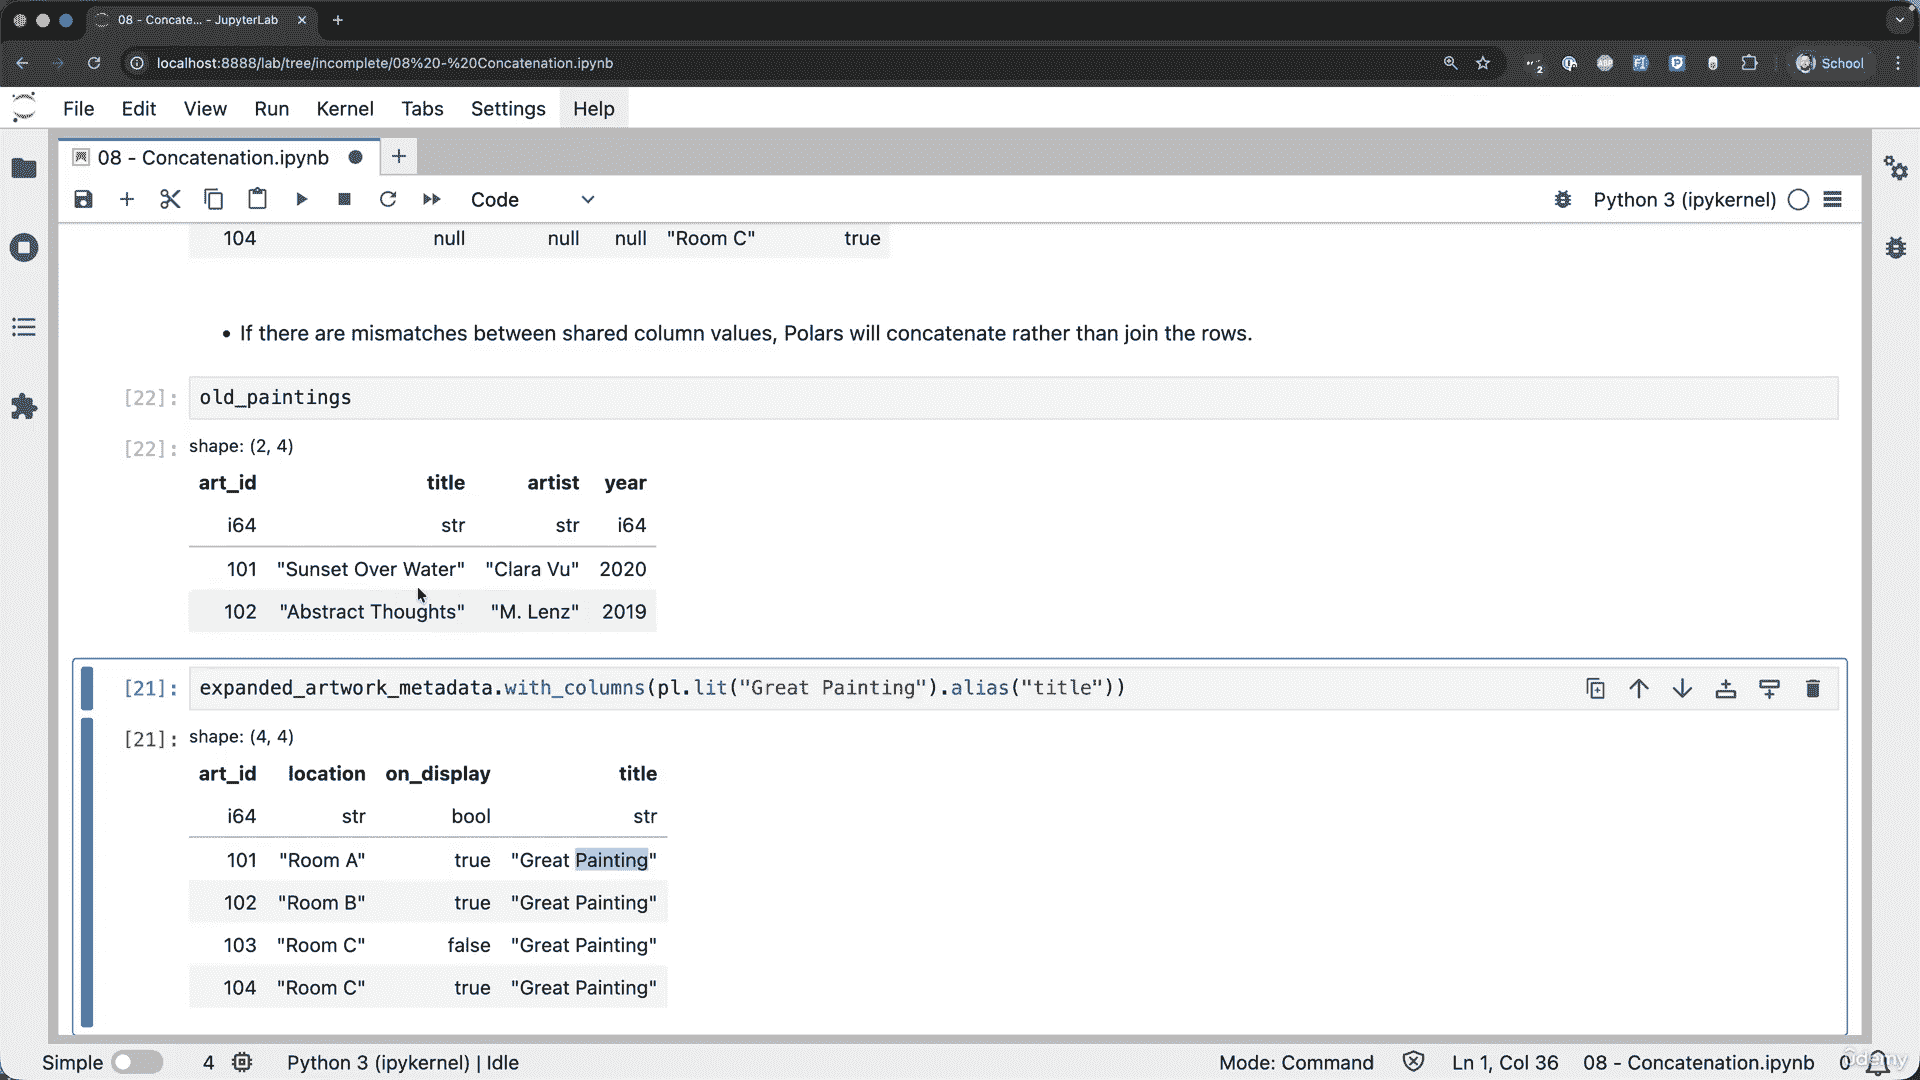 08 - Concate... - JupyterLab
localhost:8888/lab/tree/incomplete/08%20-%20Concatenation.ipynb
2
School
File Edit View Run Kernel Tabs Settings Help
08 - Concatenation.ipynb
Code
Python 3 (ipykernel)
104 null null null "Room C" true
• If there are mismatches between shared column values, Polars will concatenate rather than join the rows.
[22]: old_paintings
[22]: shape: (2, 4)
art_id title artist year
i64 str str i64
101 "Sunset Over Water" "Clara Vu" 2020
102 "Abstract Thoughts" "M. Lenz" 2019
[21]: expanded_artwork_metadata.with_columns(pl.lit("Great Painting").alias("title"))
[21]: shape: (4, 4)
art_id location on_display title
i64 str bool str
101 "Room A" true "Great Painting"
102 "Room B" true "Great Painting"
103 "Room C" false "Great Painting"
104 "Room C" true "Great Painting"
Simple 4 Python 3 (ipykernel) | Idle Mode: Command Ln 1, Col 36 08 - Concatenation.ipynb 0
udemy